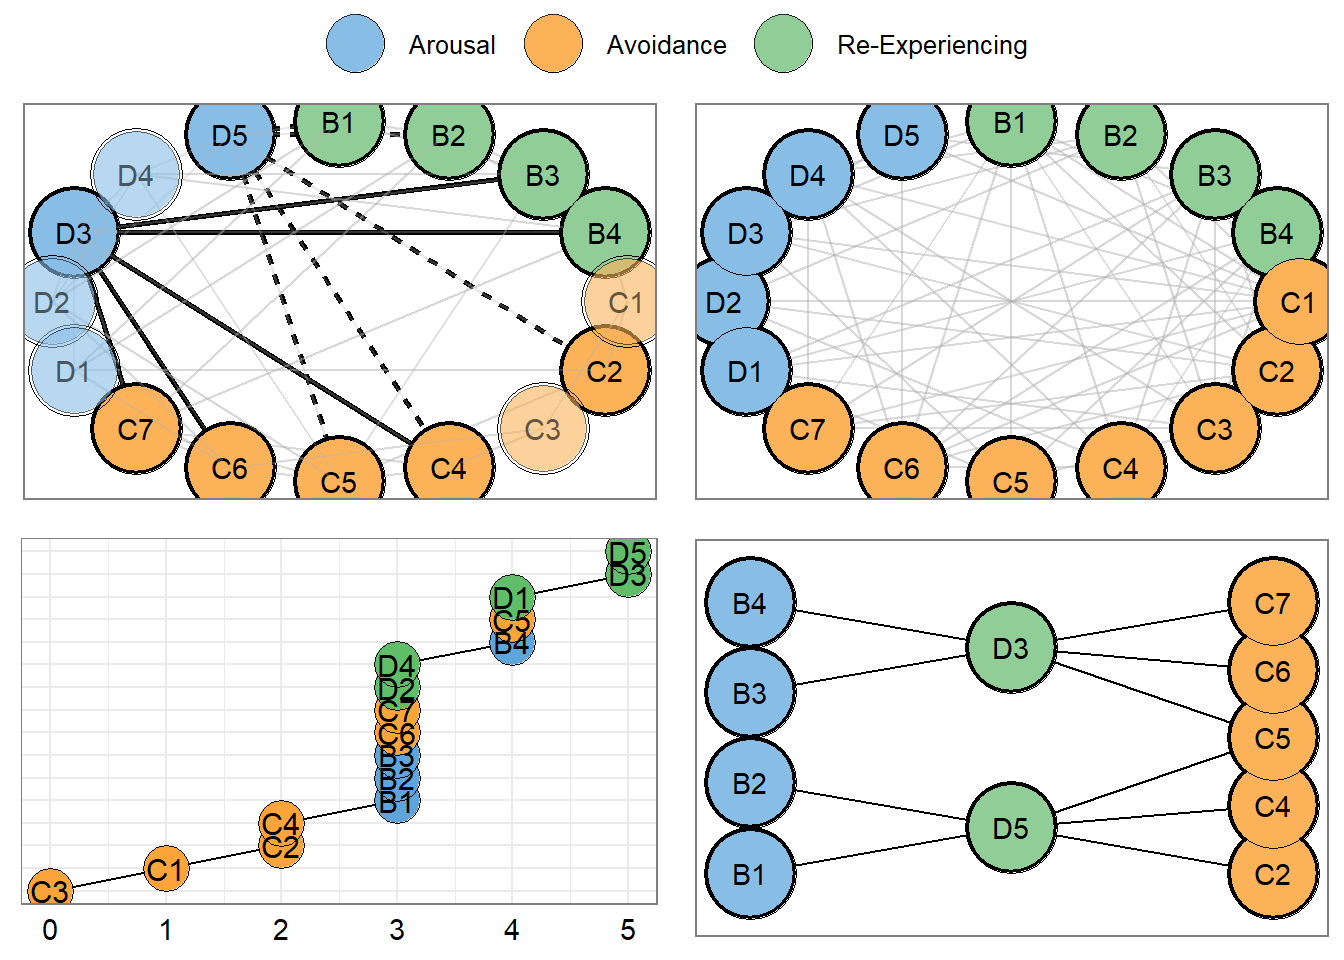 Arousal Avoidance Re-Experiencing
D5 B1 B2
D4 B3
D3 B4
D2 C1
D1 C2
C7 C3
C6 C5 C4
D5 B1 B2
D4 B3
D3 B4
D2 C1
D1 C2
C7 C3
C6 C5 C4
D5
D3
D1
C5
B4
D4
D2
C7
C6
B3
B2
B1
C4
C2
C1
C3
0 1 2 3 4 5
B4 C7
D3
C6
B3
C5
B2
C4
D5
B1 C2